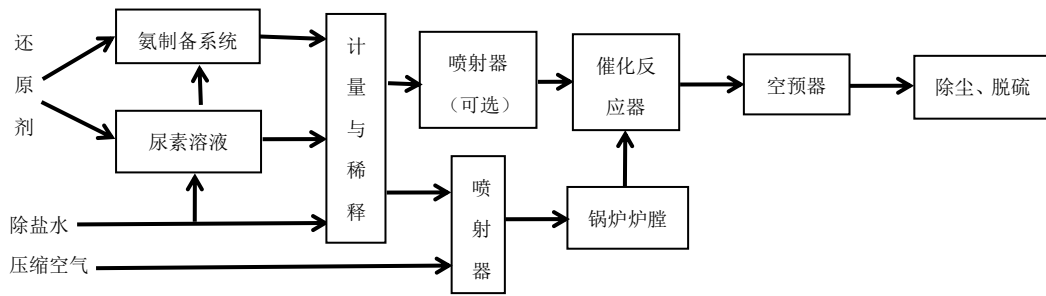 还原剂
氨制备系统
尿素溶液
除盐水
压缩空气
计量与稀释
喷射器
（可选）
喷射器
催化反
应器
锅炉炉膛
空预器
除尘、脱硫